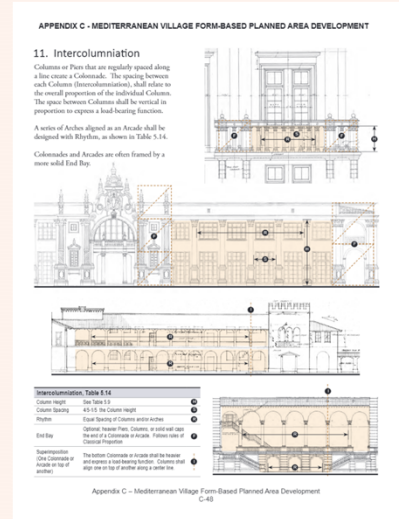 APPENDIX C - MEDITERRANEAN VILLAGE FORM-BASED PLANNED AREA DEVELOPMENT
11. Intercolumniation
Columns or Piers that are regularly spaced along
a line create a Colonnade. The spacing between
each Column (Intercolumniation), shall relate to
the overall proportion of the individual Column.
The space between Columns shall be vertical in
proportion to express a load-bearing function.
A series of Arches aligned as an Arcade shall be
designed with Rhythm, as shown in Table 5.14.
Colonnades and Arcades are often framed by a
more solid End Bay.
Intercolumniation, Table 5.14
Column Height See Table 5.9
Column Spacing the Column Height
Rhythm Equal Spacing of Columns and/or Arches
End Bay Optional, heavier Piers, Columns, or solid wall caps
the end of a Colonnade or Arcade. Follows rules of
Classical Proportion
Superimposition
(One Colonnade or
Arcade on top of
another)
The bottom Colonnade or Arcade shall be heavier
and express a load-bearing function. Columns shall
align one on top of another along a center line
Appendix C – Mediterranean Village Form-Based Planned Area Development
C-48